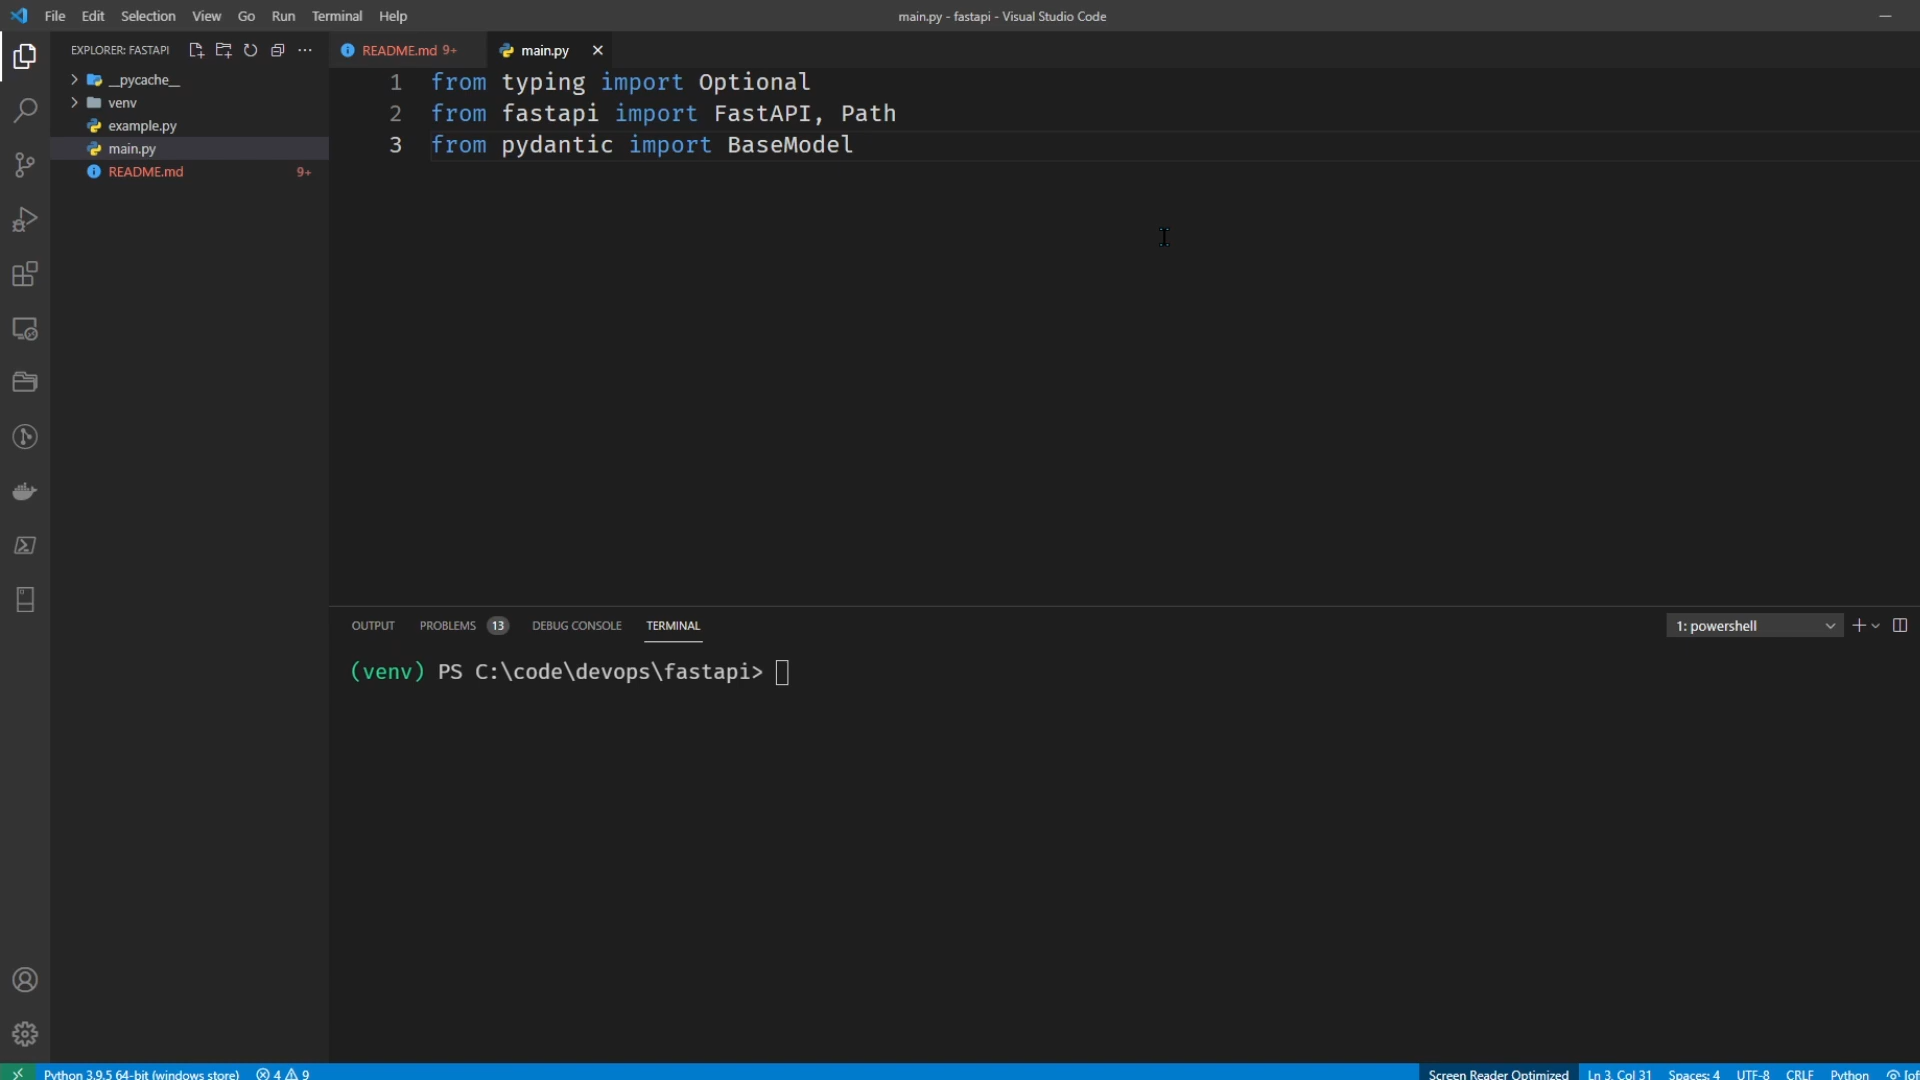 File Edit Selection View Go Run Terminal Help
main.py - fastapi - Visual Studio Code
EXPLORER: FASTAPI
__pycache__
venv
example.py
main.py
README.md 9+
README.md 9+
main.py
1 from typing import Optional
2 from fastapi import FastAPI, Path
3 from pydantic import BaseModel
OUTPUT PROBLEMS 13 DEBUG CONSOLE TERMINAL
1: powershell
(venv) PS C:\code\devops\fastapi>
Python 3.9.5 64-bit (windows store) 4 9
Screen Reader Optimized Ln 3, Col 31 Spaces: 4 UTF-8 CRLF Python